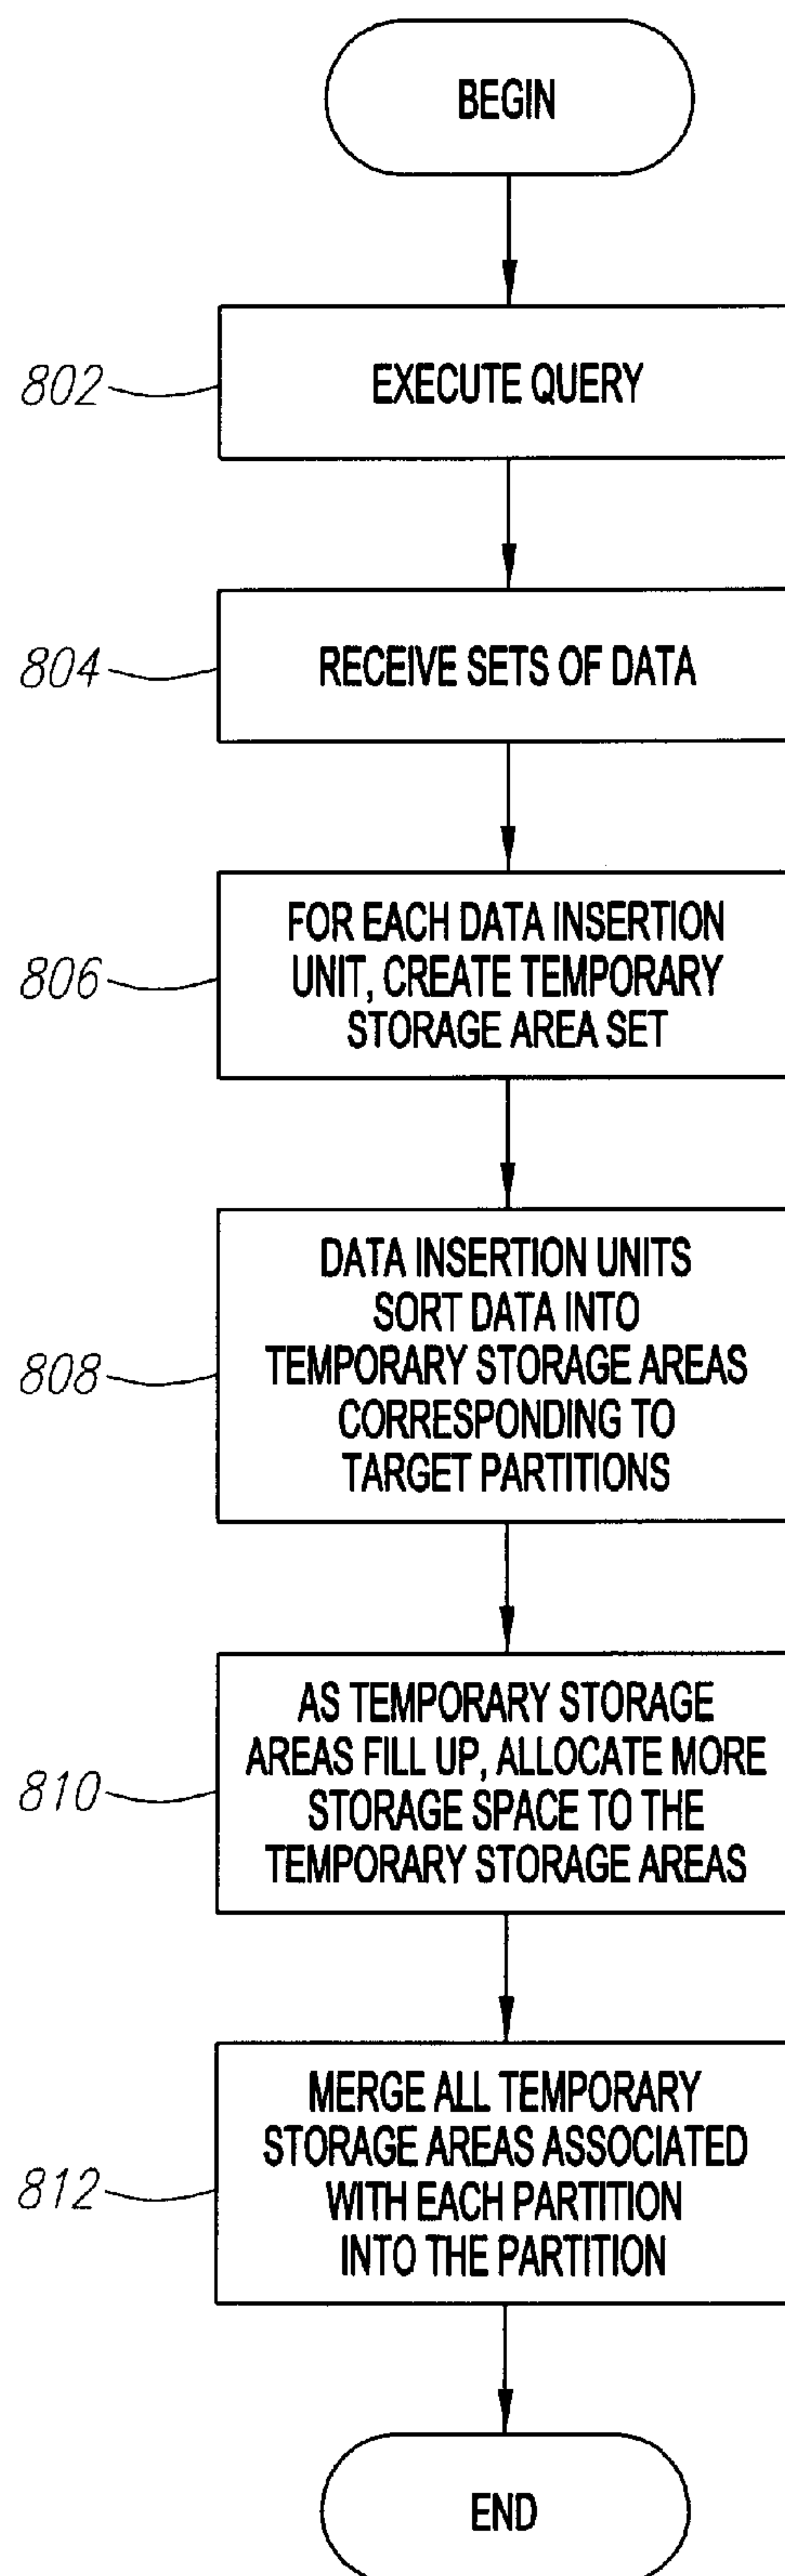 BEGIN
802
EXECUTE QUERY
804
RECEIVE SETS OF DATA
806
FOR EACH DATA INSERTION
UNIT, CREATE TEMPORARY
STORAGE AREA SET
808
DATA INSERTION UNITS
SORT DATA INTO
TEMPORARY STORAGE AREAS
CORRESPONDING TO
TARGET PARTITIONS
810
AS TEMPORARY STORAGE
AREAS FILL UP, ALLOCATE MORE
STORAGE SPACE TO THE
TEMPORARY STORAGE AREAS
812
MERGE ALL TEMPORARY
STORAGE AREAS ASSOCIATED
WITH EACH PARTITION
INTO THE PARTITION
END